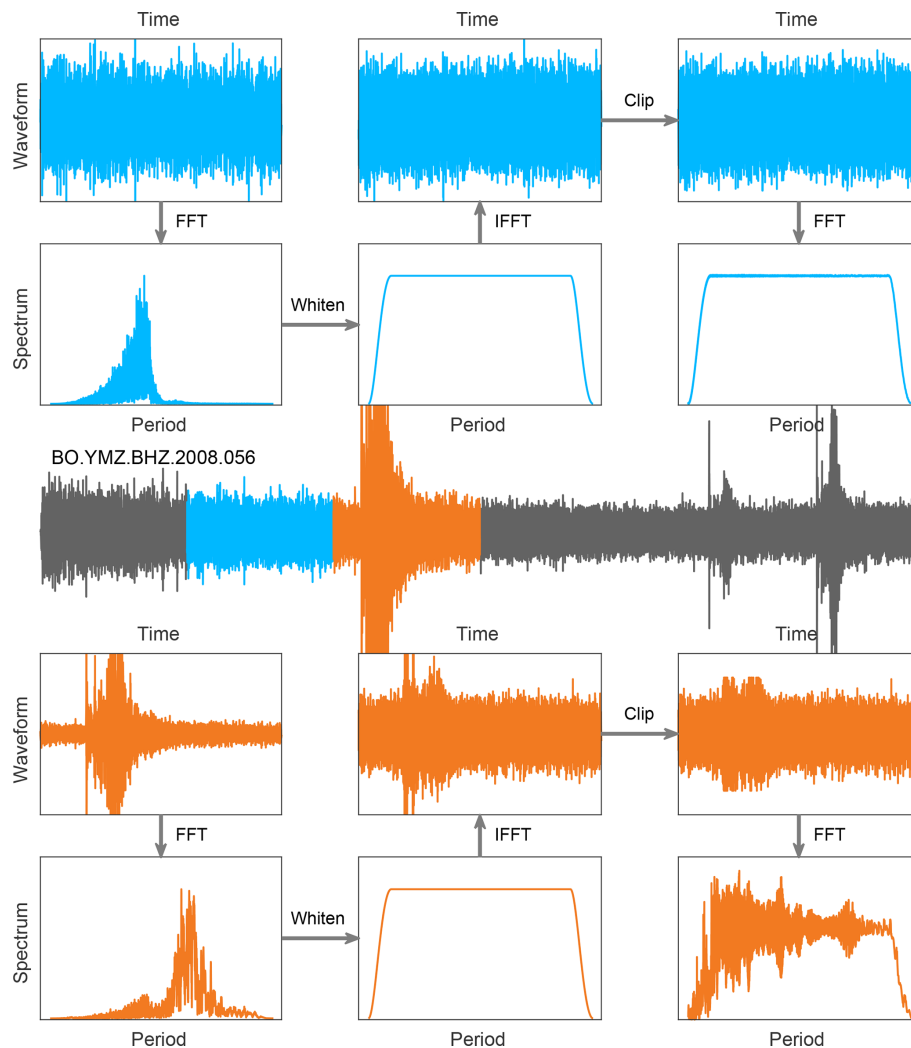 Time Time Time
Waveform
Clip
FFT IFFT FFT
Spectrum
Whiten
Period Period Period
BO.YMZ.BHZ.2008.056
Time Time Time
Waveform
Clip
FFT IFFT FFT
Spectrum
Whiten
Period Period Period